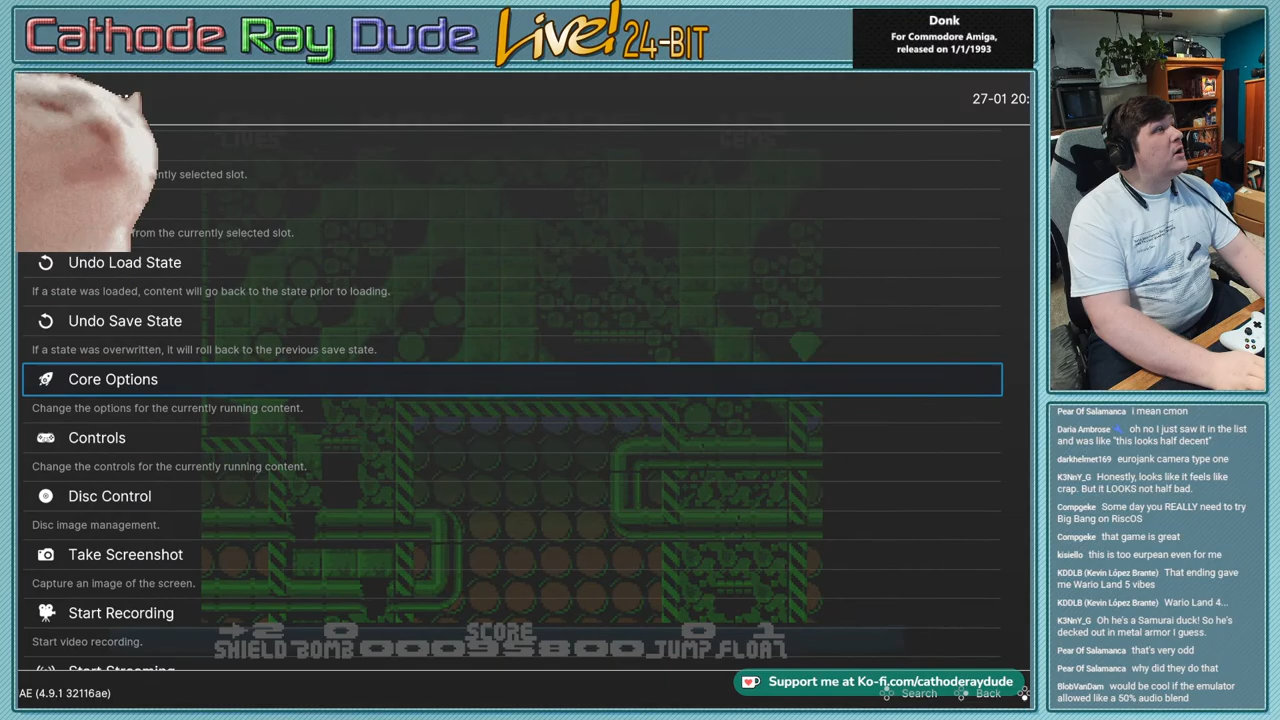 Cathode Ray Dude Live! 24-BIT
Donk
For Commodore Amiga,
released on 1/1/1993
27-01 20:
LIVES
GEMS
ntly selected slot.
from the currently selected slot.
Undo Load State
If a state was loaded, content will go back to the state prior to loading.
Undo Save State
If a state was overwritten, it will roll back to the previous save state.
Core Options
Change the options for the currently running content.
Controls
Change the controls for the currently running content.
Disc Control
Disc image management.
Take Screenshot
Capture an image of the screen.
Start Recording
Start video recording.
Start Streaming
+2 0 SCORE 0 1
SHIELD BOMB 00095800 JUMP FLOAT
AE (4.9.1 32116ae)
Support me at Ko-fi.com/cathoderaydude
Search Back
Pear Of Salamanca i mean cmon
Daria Ambrose oh no I just saw it in the list
and was like "this looks half decent"
darkhelmet169 eurojank camera type one
K3NnY_G Honestly, looks like it feels like
crap. But it LOOKS not half bad.
Compgeke Some day you REALLY need to try
Big Bang on RiscOS
Compgeke that game is great
kisiello this is too eurpean even for me
KDDLB (Kevin López Brante) That ending gave
me Wario Land 5 vibes
KDDLB (Kevin López Brante) Wario Land 4...
K3NnY_G Oh he's a Samurai duck! So he's
decked out in metal armor I guess.
Pear Of Salamanca that's very odd
Pear Of Salamanca why did they do that
BlobVanDam would be cool if the emulator
allowed like a 50% audio blend